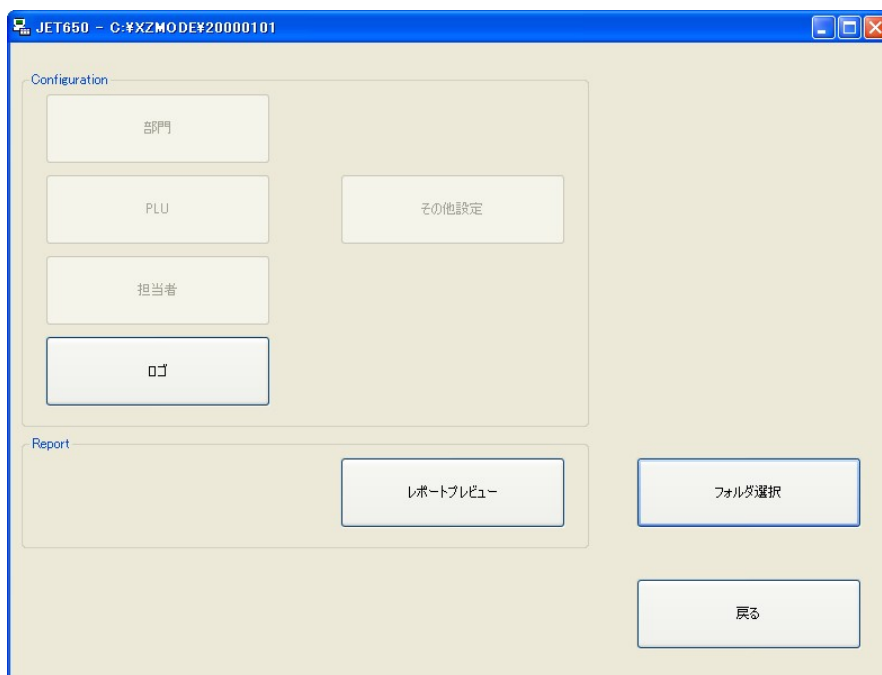 JET650 - C:¥XZMODE¥20000101
Configuration
部門
PLU
その他設定
担当者
ロゴ
Report
レポートプレビュー
フォルダ選択
戻る